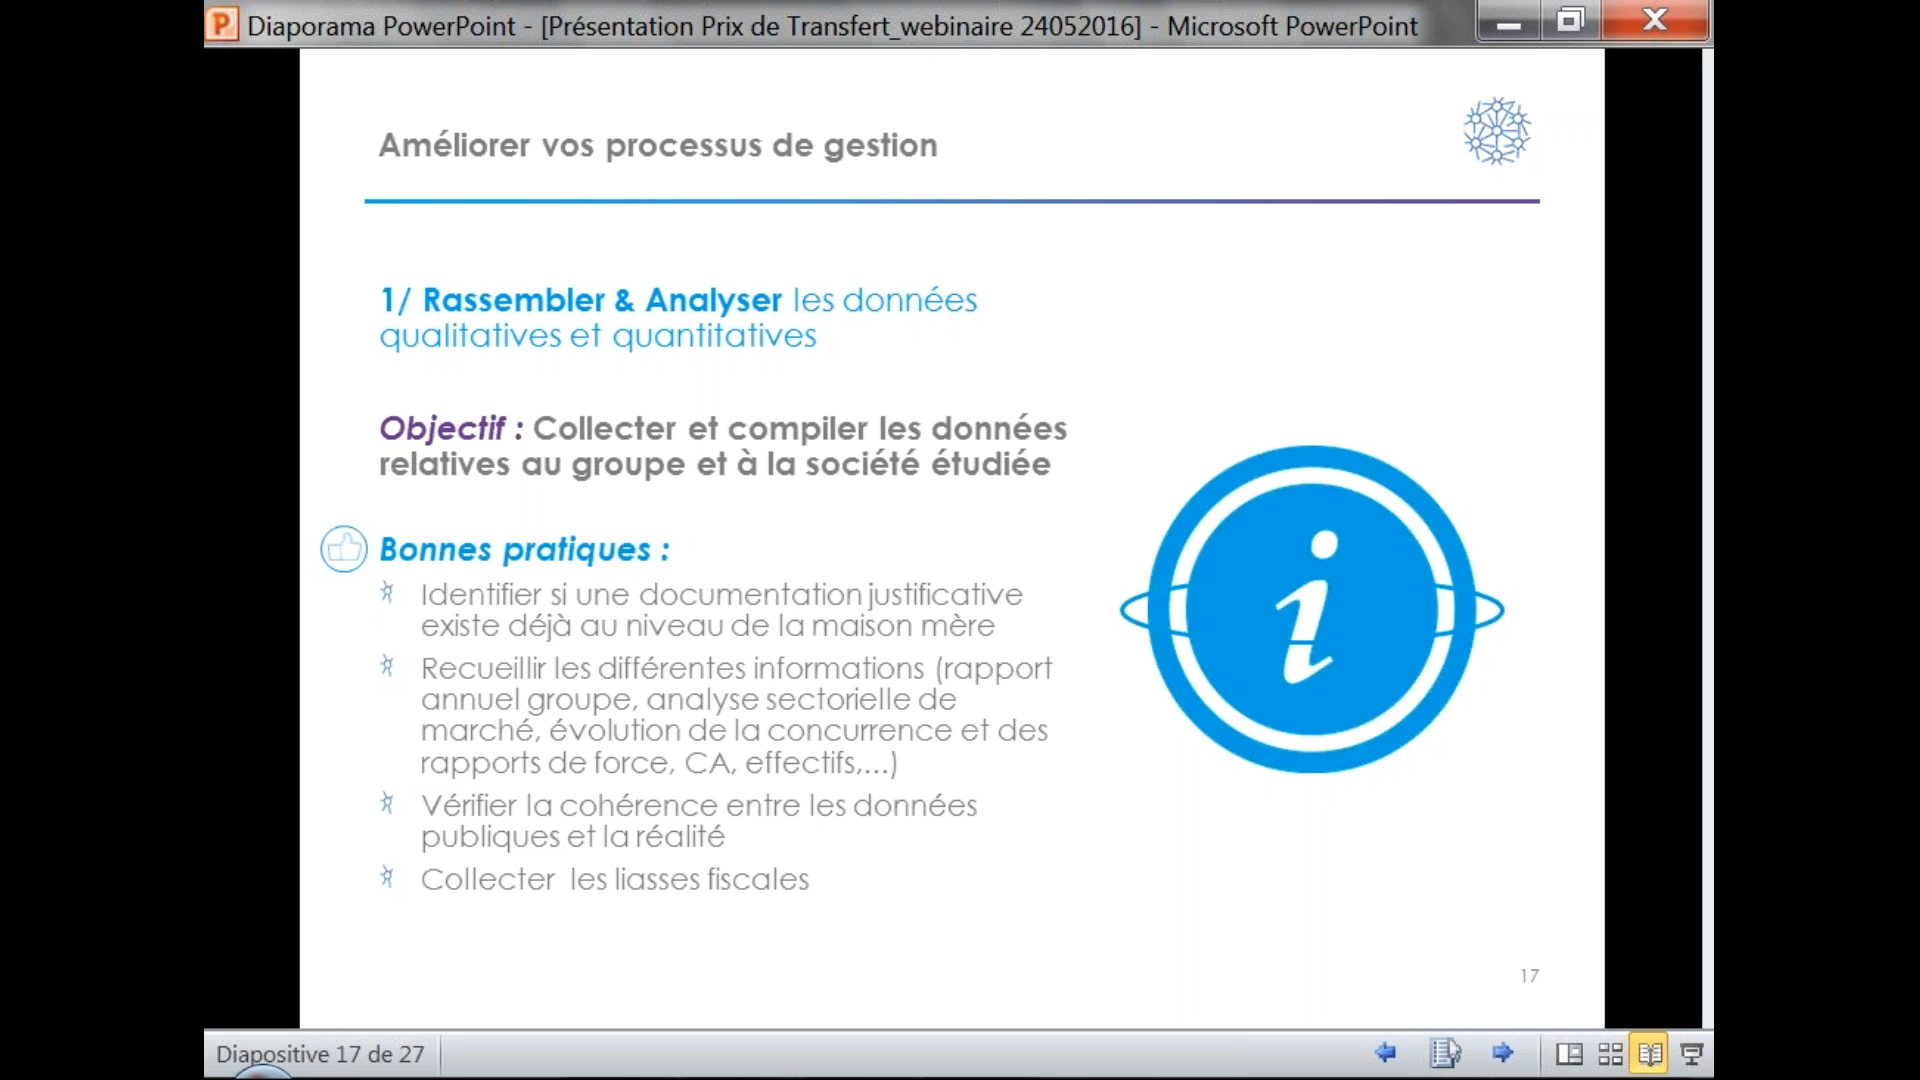 Diaporama PowerPoint - [Présentation Prix de Transfert_webinaire 24052016] - Microsoft PowerPoint
Améliorer vos processus de gestion
1/ Rassembler & Analyser les données
qualitatives et quantitatives
Objectif : Collecter et compiler les données
relatives au groupe et à la société étudiée
Bonnes pratiques :
Identifier si une documentation justificative
existe déjà au niveau de la maison mère
Recueillir les différentes informations (rapport
annuel groupe, analyse sectorielle de
marché, évolution de la concurrence et des
rapports de force, CA, effectifs,...)
Vérifier la cohérence entre les données
publiques et la réalité
Collecter  les liasses fiscales
i
17
Diapositive 17 de 27